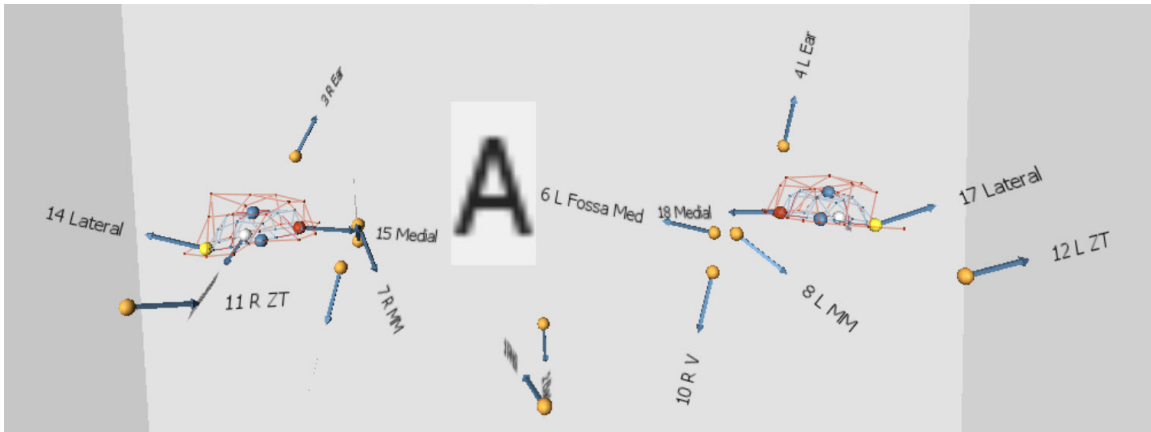 3 R Ear
4 L Ear
A
14 Lateral
15 Medial
6 L Fossa Med
18 Medial
17 Lateral
11 R ZT
7 R MM
8 L MM
12 L ZT
10 R V